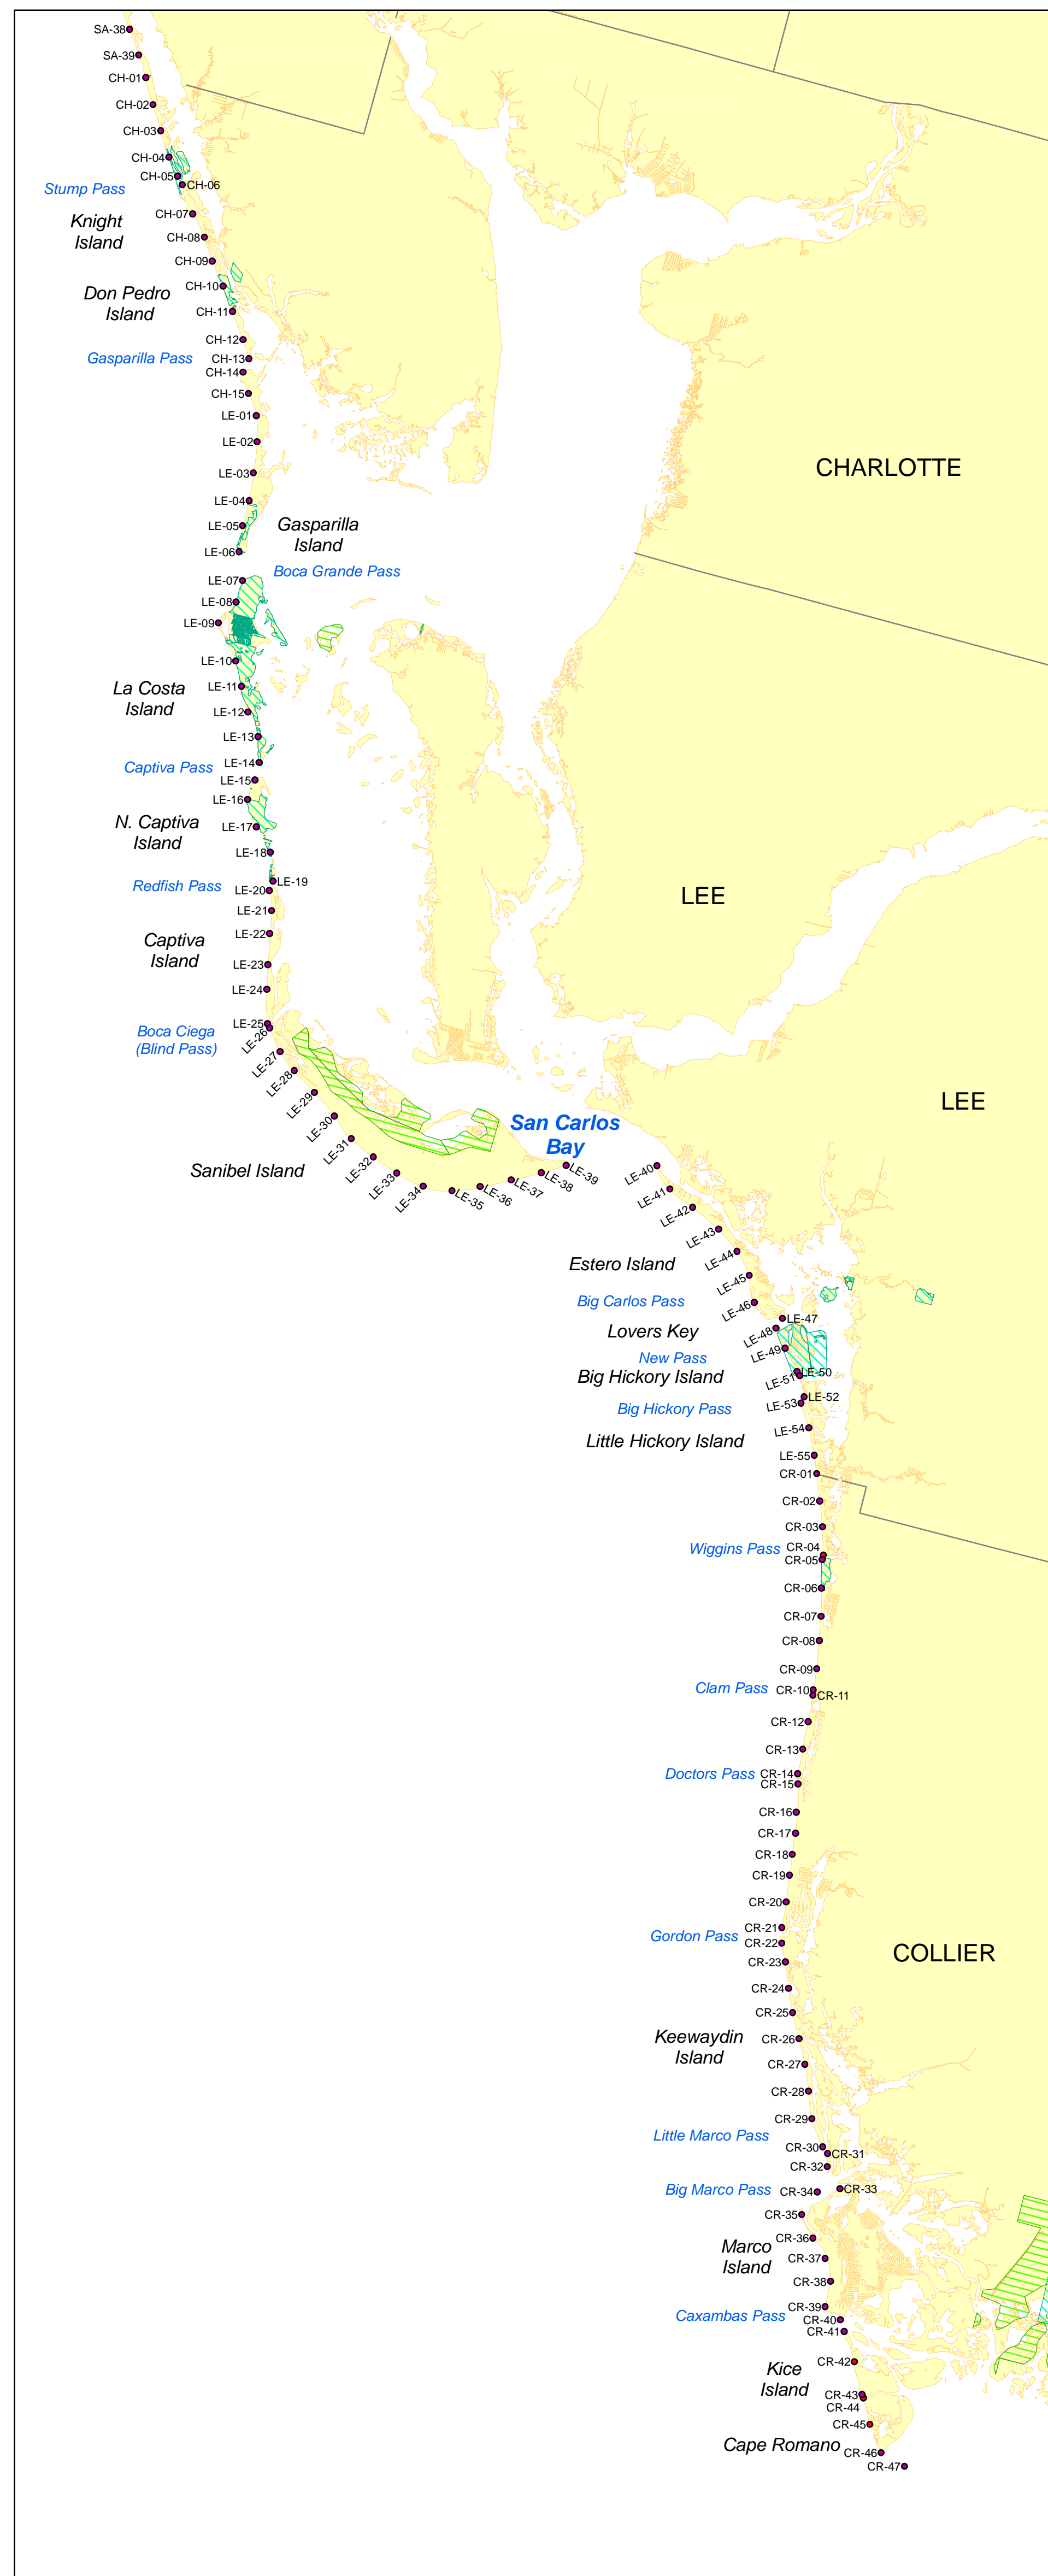 SA-38
SA-39
CH-01
CH-02
CH-03
CH-04
CH-05
CH-06
Stump Pass
CH-07
Knight
Island
CH-08
CH-09
CH-10
Don Pedro
Island
CH-11
CH-12
Gasparilla Pass
CH-13
CH-14
CH-15
LE-01
LE-02
CHARLOTTE
LE-03
LE-04
LE-05
Gasparilla
Island
LE-06
Boca Grande Pass
LE-07
LE-08
LE-09
LE-10
LE-11
La Costa
Island
LE-12
LE-13
LE-14
Captiva Pass
LE-15
LE-16
N. Captiva
Island
LE-17
LE-18
LE-19
Redfish Pass
LE-20
LEE
LE-21
LE-22
Captiva
Island
LE-23
LE-24
LE-25
LE-26
Boca Ciega
(Blind Pass)
LE-27
LE-28
LE-29
LEE
LE-30
San Carlos
Bay
LE-31
LE-32
Sanibel Island
LE-33
LE-34
LE-35
LE-36
LE-37
LE-38
LE-39
LE-40
LE-41
LE-42
LE-43
LE-44
Estero Island
LE-45
LE-46
Big Carlos Pass
LE-47
Lovers Key
LE-48
LE-49
New Pass
LE-50
Big Hickory Island
LE-51
LE-52
LE-53
Big Hickory Pass
LE-54
Little Hickory Island
LE-55
CR-01
CR-02
CR-03
CR-04
Wiggins Pass
CR-05
CR-06
CR-07
CR-08
CR-09
Clam Pass
CR-10
CR-11
CR-12
CR-13
Doctors Pass
CR-14
CR-15
CR-16
CR-17
CR-18
CR-19
CR-20
CR-21
Gordon Pass
CR-22
COLLIER
CR-23
CR-24
CR-25
Keewaydin
Island
CR-26
CR-27
CR-28
CR-29
Little Marco Pass
CR-30
CR-31
CR-32
CR-33
Big Marco Pass
CR-34
CR-35
CR-36
Marco
Island
CR-37
CR-38
CR-39
Caxambas Pass
CR-40
CR-41
CR-42
Kice
Island
CR-43
CR-44
CR-45
Cape Romano
CR-46
CR-47